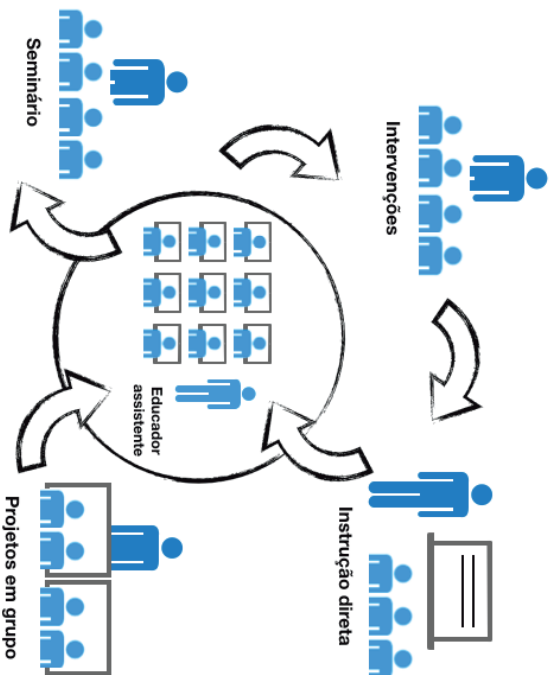 Intervenções
Instrução direta
Seminário
Educador
assistente
Projetos em grupo